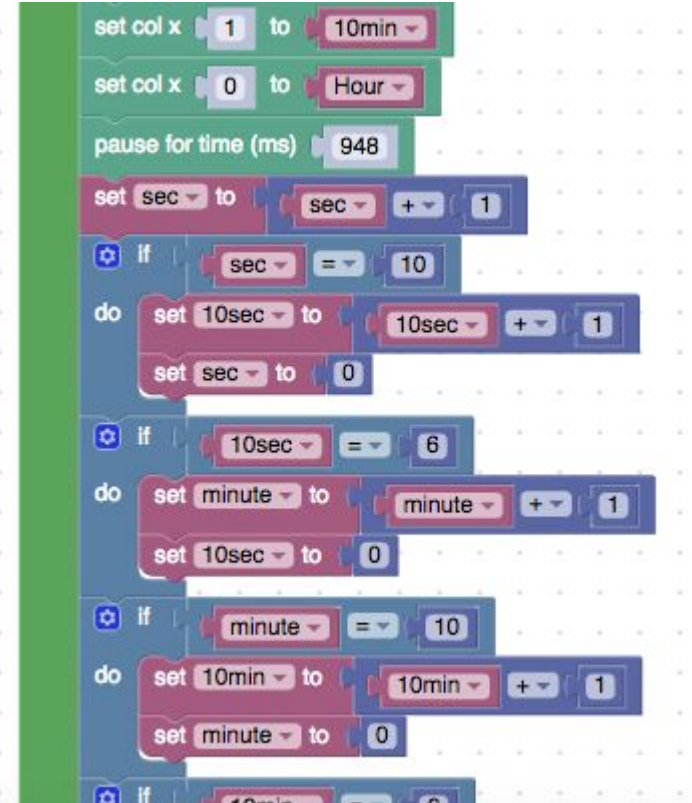 set col x 1 to 10min
set col x 0 to Hour
pause for time (ms) 948
set sec to sec + 1
if sec = 10
do set 10sec to 10sec + 1
set sec to 0
if 10sec = 6
do set minute to minute + 1
set 10sec to 0
if minute = 10
do set 10min to 10min + 1
set minute to 0
if 10min = 6